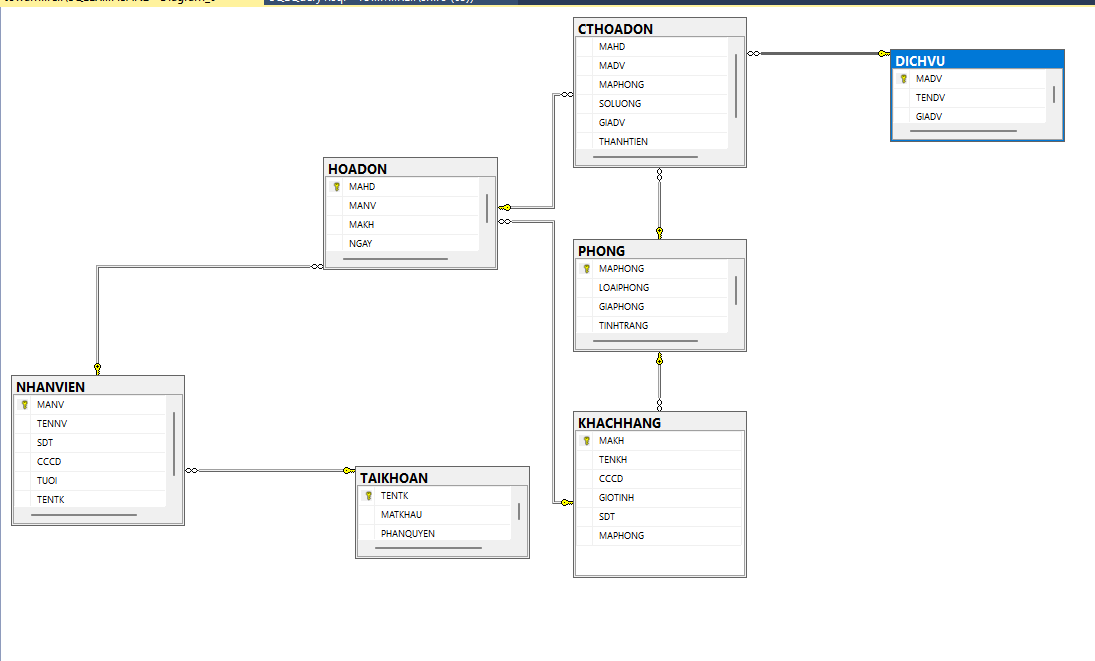 CTHOADON
MAHD
MADV
MAPHONG
SOLUONG
GIADV
THANHTIEN
DICHVU
MADV
TENDV
GIADV
HOADON
MAHD
MANV
MAKH
NGAY
PHONG
MAPHONG
LOAIPHONG
GIAPHONG
TINHTRANG
NHANVIEN
MANV
TENNV
SDT
CCCD
TUOI
TENTK
TAIKHOAN
TENTK
MATKHAU
PHANQUYEN
KHACHHANG
MAKH
TENKH
CCCD
GIOTINH
SDT
MAPHONG